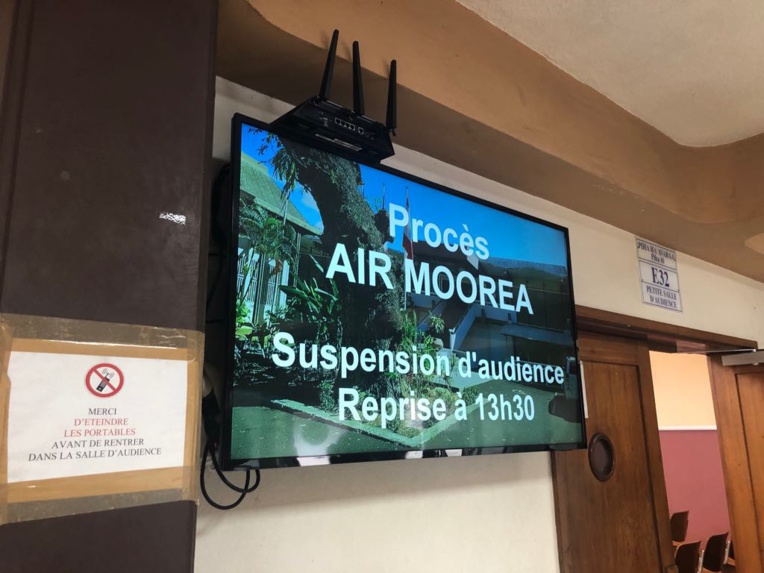 Procès
AIR MOOREA
Suspension d'audience
Reprise à 13h30
MERCI
D'ETEINDRE
LES PORTABLES
AVANT DE RENTRER
DANS LA SALLE D'AUDIENCE
E.32
PETITE SALLE
D'AUDIENCE